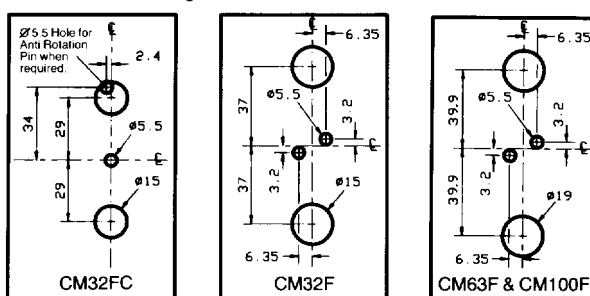 Ø5.5 Hole for
Anti Rotation
Pin when
required.
℄
2.4
34
29
29
Ø5.5
℄
Ø15
CM32FC
℄
6.35
37
37
Ø5.5
3.2
3.2
℄
Ø15
6.35
CM32F
℄
6.35
39.9
39.9
Ø5.5
3.2
3.2
℄
Ø19
6.35
CM63F & CM100F